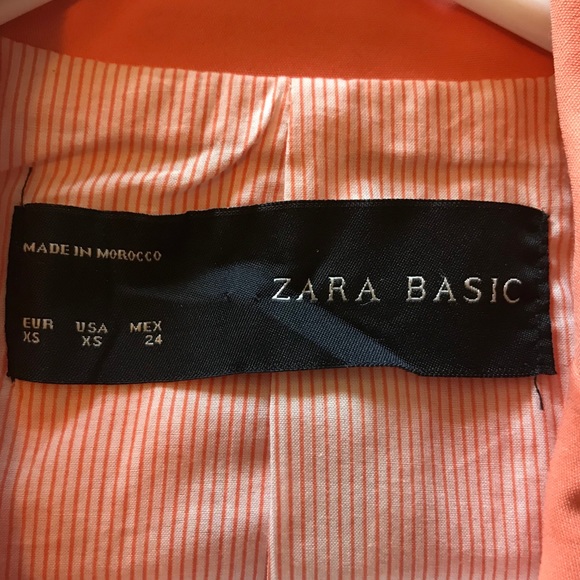 MADE IN MOROCCO
ZARA BASIC
EUR USA MEX
XS XS 24